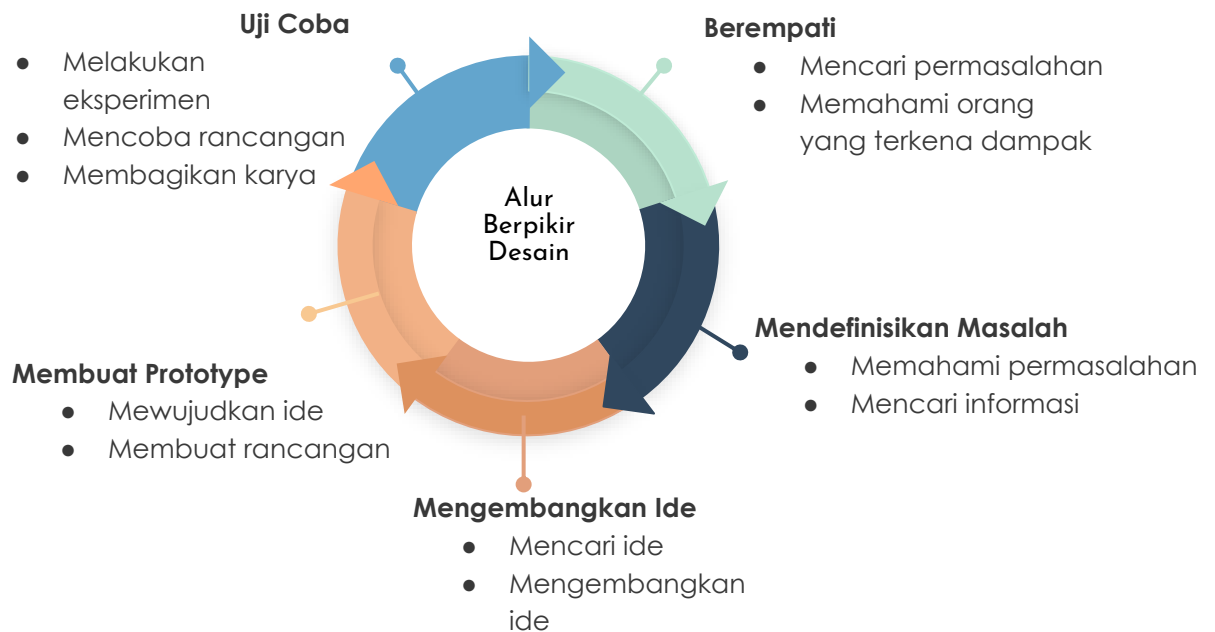 Uji Coba
● Melakukan
eksperimen
● Mencoba rancangan
● Membagikan karya
Berempati
● Mencari permasalahan
● Memahami orang
yang terkena dampak
Alur
Berpikir
Desain
Mendefinisikan Masalah
● Memahami permasalahan
● Mencari informasi
Membuat Prototype
● Mewujudkan ide
● Membuat rancangan
Mengembangkan Ide
● Mencari ide
● Mengembangkan
ide